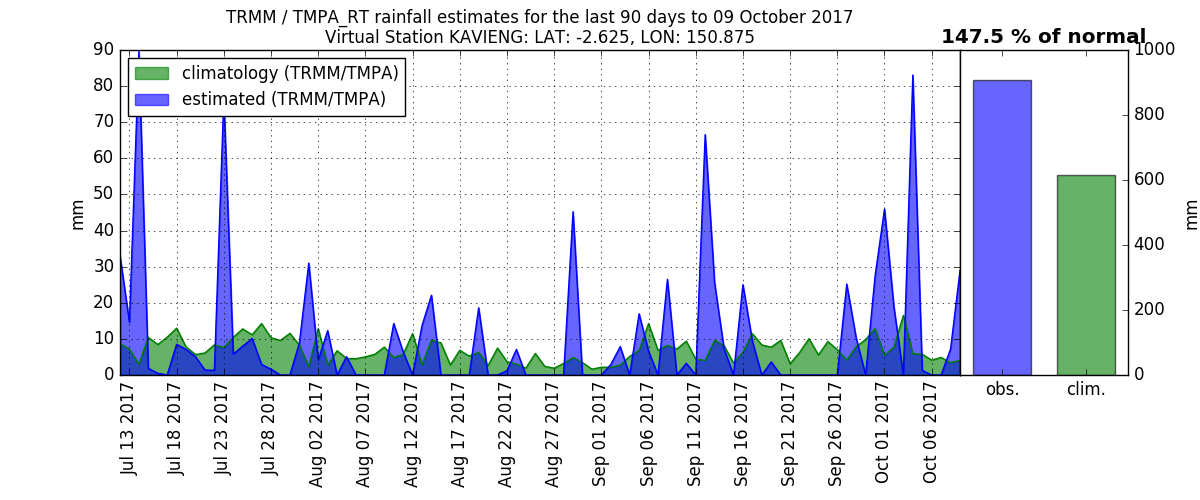 TRMM / TMPA_RT rainfall estimates for the last 90 days to 09 October 2017
Virtual Station KAVIENG: LAT: -2.625, LON: 150.875
147.5 % of normal
climatology (TRMM/TMPA)
estimated (TRMM/TMPA)
mm
90
80
70
60
50
40
30
20
10
0
Jul 13 2017
Jul 18 2017
Jul 23 2017
Jul 28 2017
Aug 02 2017
Aug 07 2017
Aug 12 2017
Aug 17 2017
Aug 22 2017
Aug 27 2017
Sep 01 2017
Sep 06 2017
Sep 11 2017
Sep 16 2017
Sep 21 2017
Sep 26 2017
Oct 01 2017
Oct 06 2017
obs.
clim.
1000
800
600
400
200
0
mm